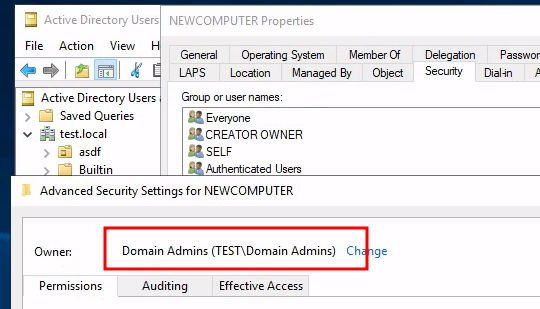 Active Directory Users
NEWCOMPUTER Properties
File Action View
General Operating System Member Of Delegation Passwor
LAPS Location Managed By Object Security Dial-in A
Active Directory Users a
Saved Queries
test.local
asdf
Builtin
Group or user names:
Everyone
CREATOR OWNER
SELF
Authenticated Users
Advanced Security Settings for NEWCOMPUTER
Owner: Domain Admins (TEST\Domain Admins) Change
Permissions Auditing Effective Access